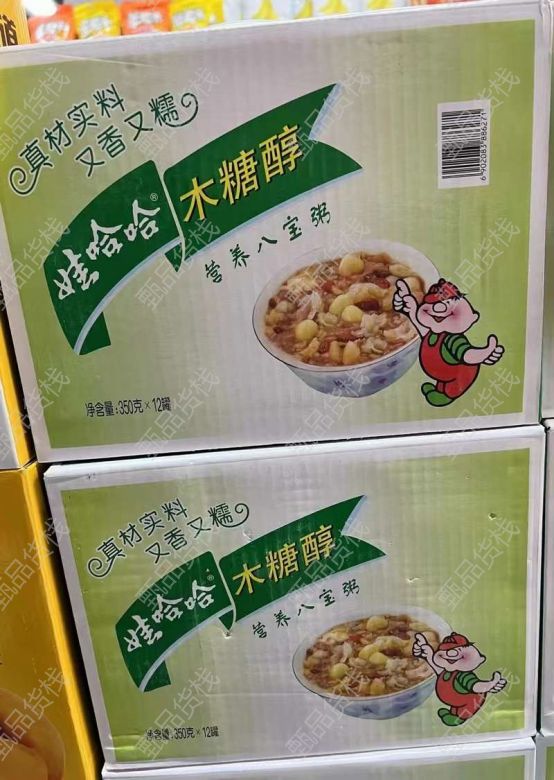 真材实料
又香又糯
娃哈哈®
木糖醇
营养八宝粥
净含量:350克×12罐
6 902083 886271
真材实料
又香又糯
娃哈哈®
木糖醇
营养八宝粥
净含量:350克×12罐
甄品货栈